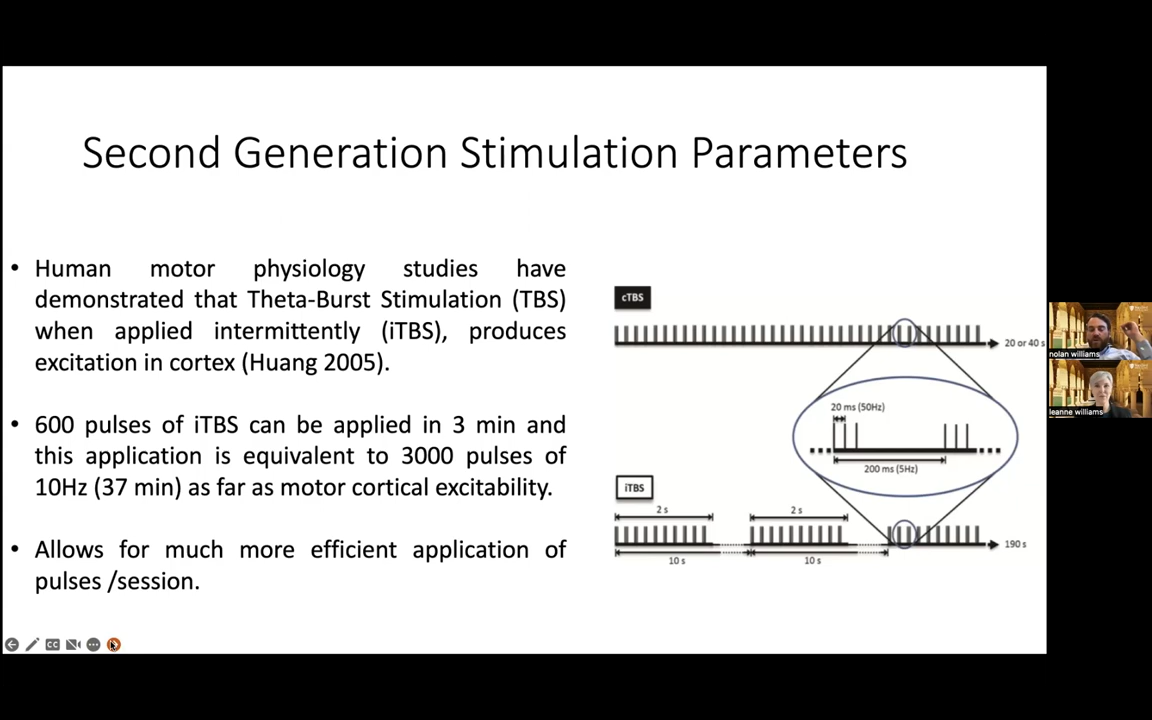 Second Generation Stimulation Parameters
• Human motor physiology studies have
demonstrated that Theta-Burst Stimulation (TBS)
when applied intermittently (iTBS), produces
excitation in cortex (Huang 2005).
• 600 pulses of iTBS can be applied in 3 min and
this application is equivalent to 3000 pulses of
10Hz (37 min) as far as motor cortical excitability.
• Allows for much more efficient application of
pulses /session.
cTBS
20 or 40 s
20 ms (50Hz)
200 ms (5Hz)
iTBS
2 s
2 s
10 s
10 s
190 s
nolan williams
leanne williams
CC